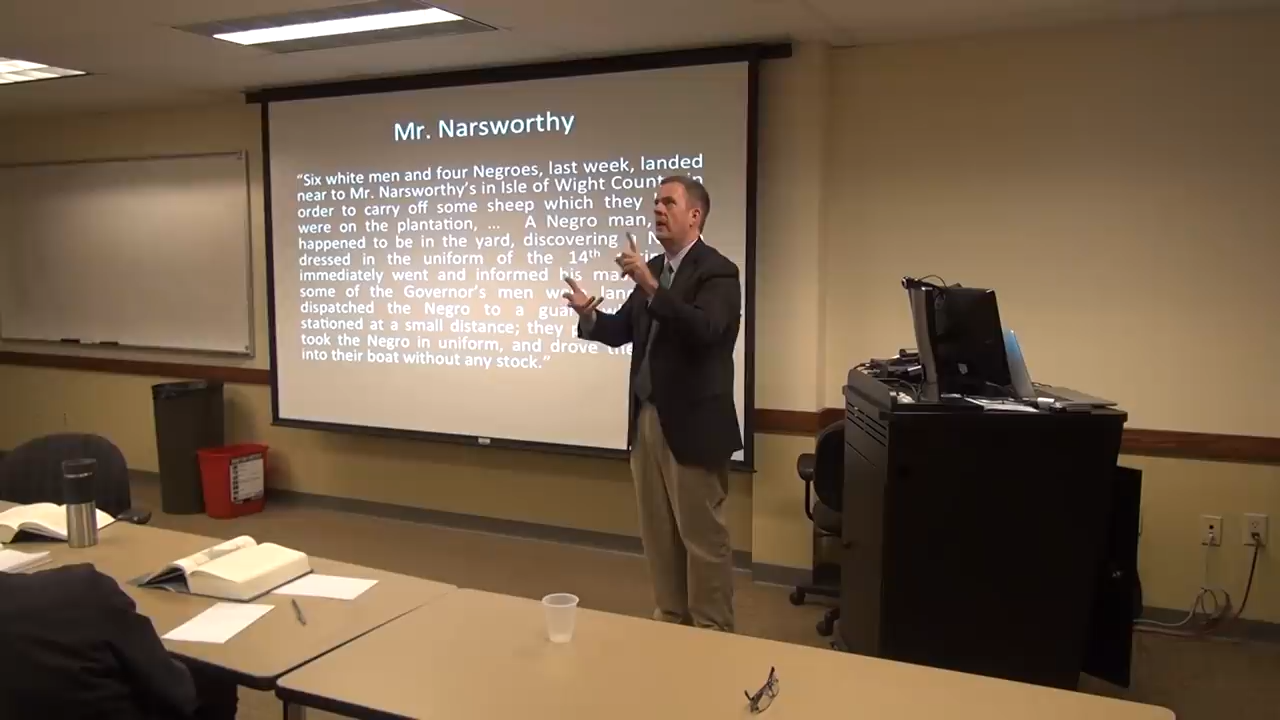 Mr. Narsworthy
“Six white men and four Negroes, last week, landed
near to Mr. Narsworthy’s in Isle of Wight in
order to carry off some sheep which they
were on the plantation, ... A Negro man,
happened to be in the yard, discovering
dressed in the uniform of the 14th
immediately went and informed his
some of the Governor’s men
dispatched the Negro to a
stationed at a small distance; they
took the Negro in uniform, and drove
into their boat without any stock.”